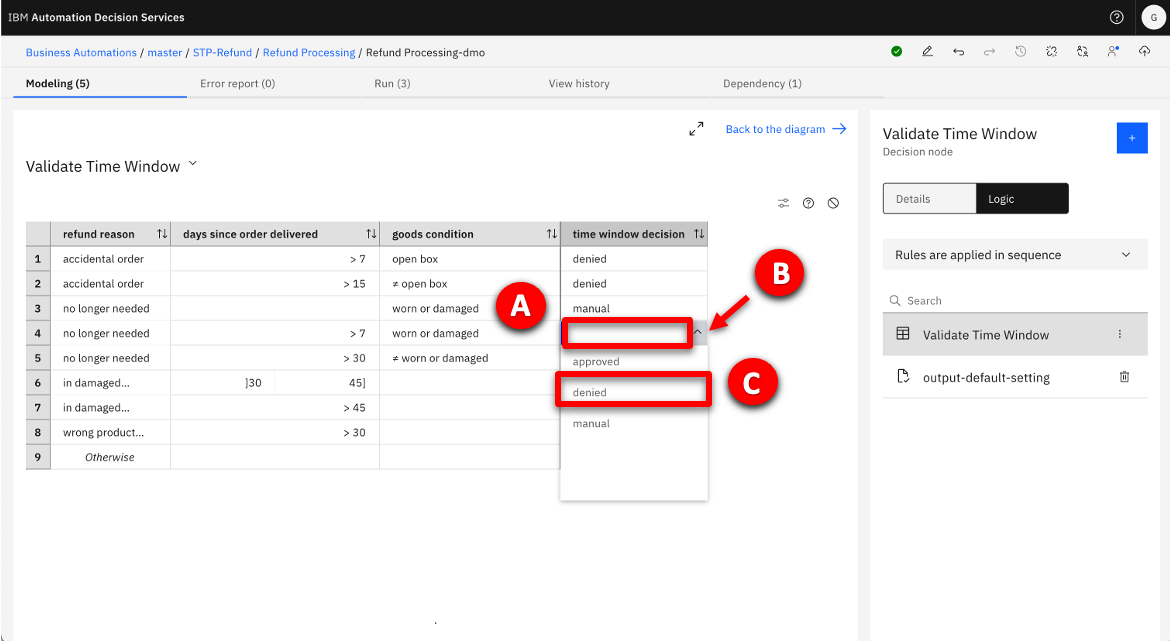 IBM Automation Decision Services
G
Business Automations / master / STP-Refund / Refund Processing / Refund Processing-dmo
Modeling (5) Error report (0) Run (3) View history Dependency (1)
Back to the diagram
Validate Time Window
Decision node
+
Validate Time Window
Details Logic
refund reason days since order delivered goods condition time window decision
Rules are applied in sequence
1 accidental order > 7 open box denied
2 accidental order > 15 ≠ open box denied
3 no longer needed worn or damaged manual
4 no longer needed > 7 worn or damaged
5 no longer needed > 30 ≠ worn or damaged
6 in damaged... ]30 45]
7 in damaged... > 45
8 wrong product... > 30
9 Otherwise
approved
denied
manual
A
B
C
Search
Validate Time Window
output-default-setting